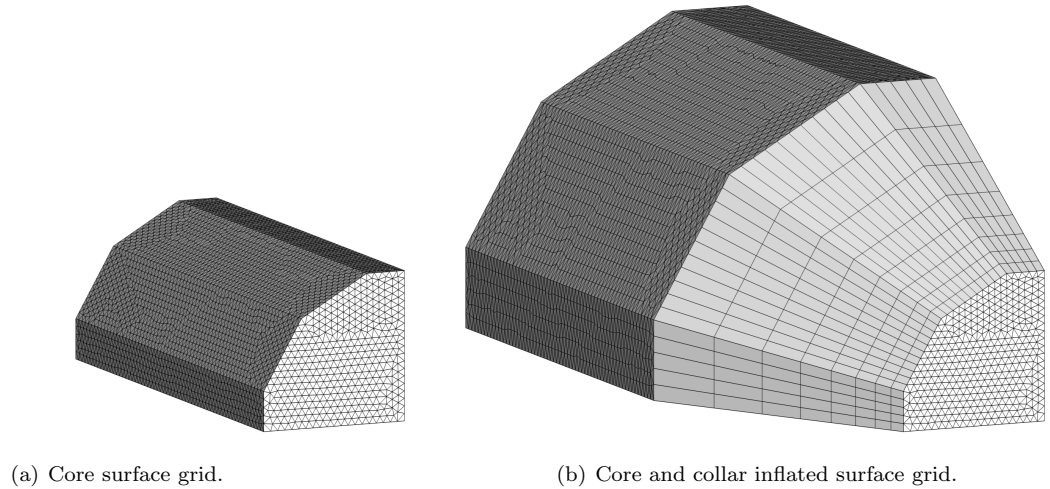 (a) Core surface grid.
(b) Core and collar inflated surface grid.